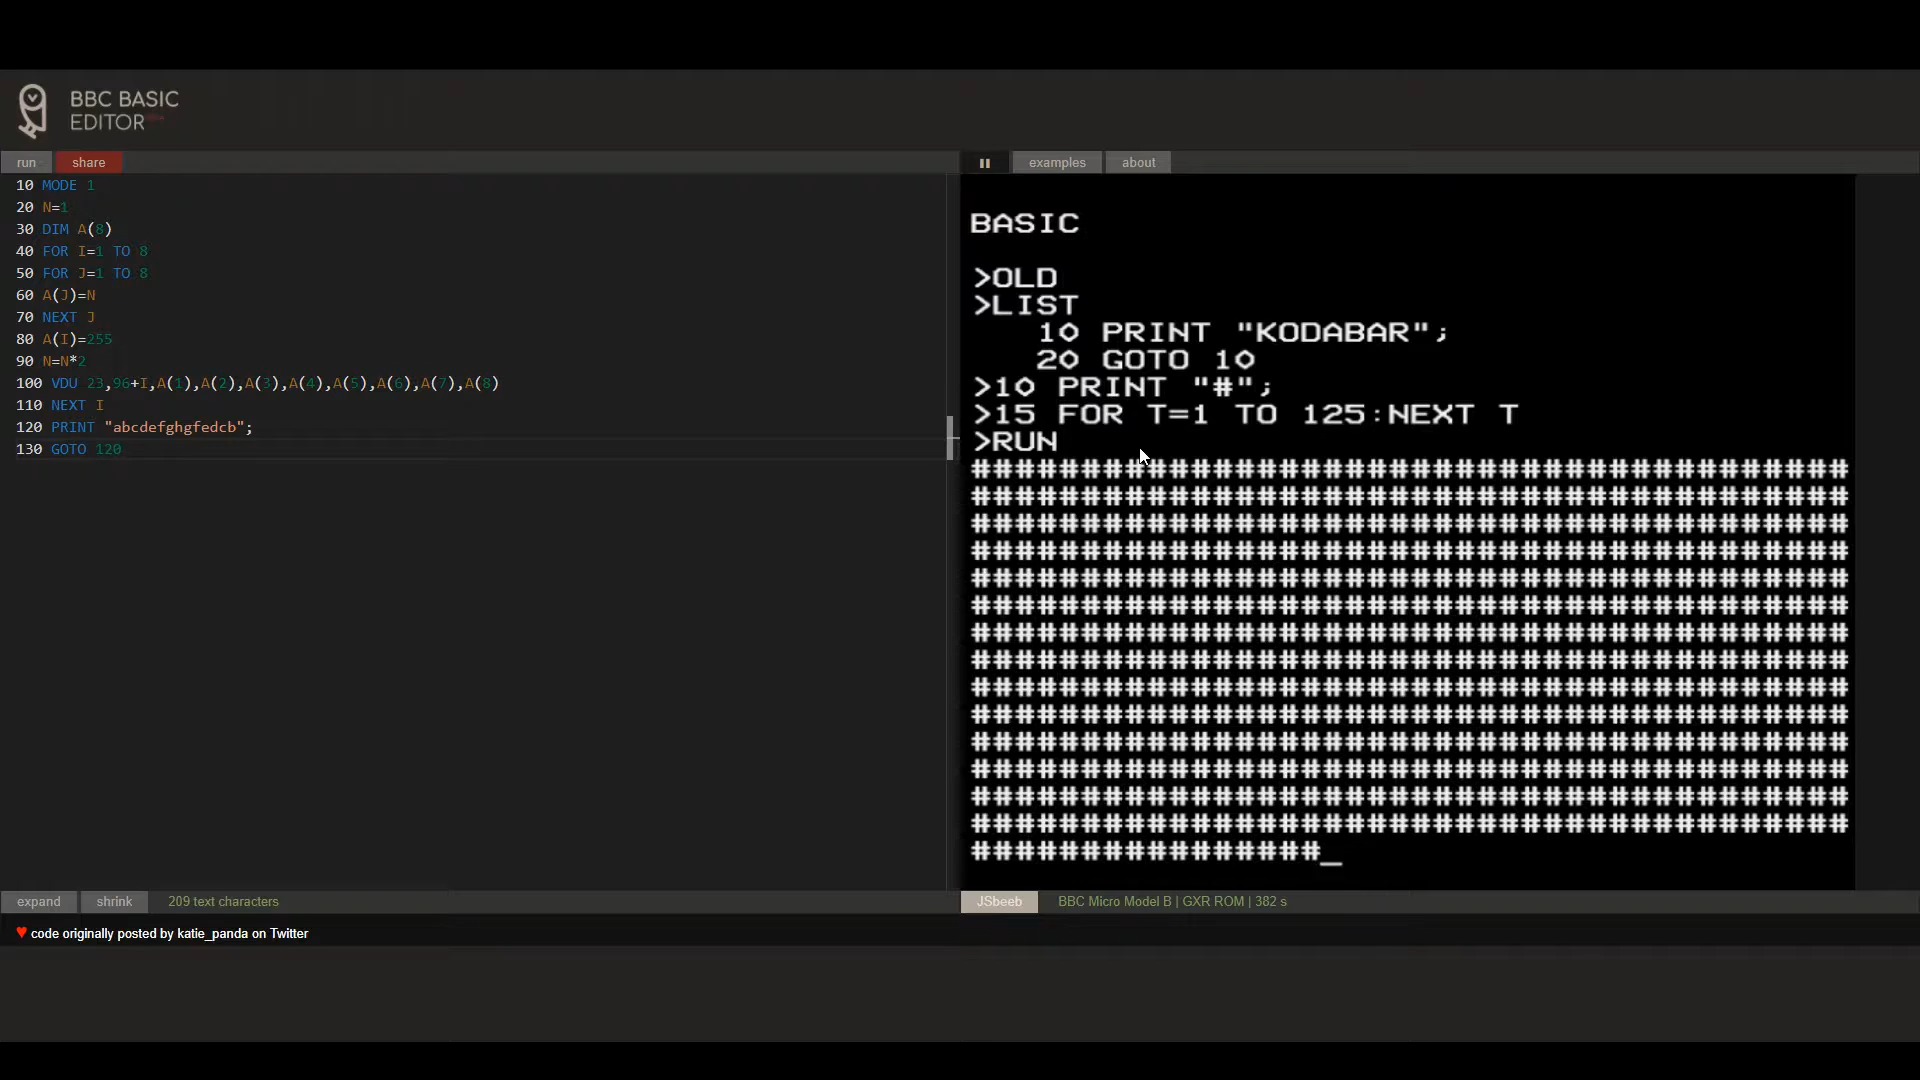 BBC BASIC
EDITOR
run share
examples about
10 MODE 1
20 N=1
30 DIM A(8)
40 FOR I=1 TO 8
50 FOR J=1 TO 8
60 A(J)=N
70 NEXT J
80 A(I)=255
90 N=N*2
100 VDU 23,96+I,A(1),A(2),A(3),A(4),A(5),A(6),A(7),A(8)
110 NEXT I
120 PRINT "abcdefghgfedcb";
130 GOTO 120
BASIC
>OLD
>LIST
10 PRINT "KODABAR";
20 GOTO 10
>10 PRINT "#";
>15 FOR T=1 TO 125:NEXT T
>RUN
########################################
########################################
########################################
########################################
########################################
########################################
########################################
########################################
########################################
########################################
########################################
########################################
########################################
########################################
################_
expand shrink 209 text characters
JSbeeb BBC Micro Model B | GXR ROM | 382 s
♥ code originally posted by katie_panda on Twitter